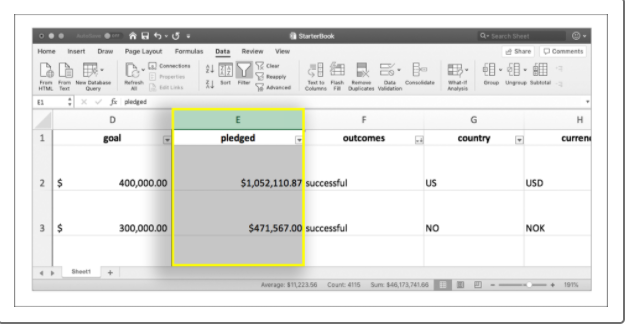 AutoSave OFF StarterBook Search Sheet
Home Insert Draw Page Layout Formulas Data Review View Share Comments
From HTML From Text New Database Query Refresh All Connections Properties Edit Links Sort Filter Clear Reapply Advanced Text to Columns Flash Fill Remove Duplicates Data Validation Consolidate What-If Analysis Group Ungroup Subtotal
E1 fx pledged
D E F G H
1 goal pledged outcomes country curren
2 $ 400,000.00 $1,052,110.87 successful US USD
3 $ 300,000.00 $471,567.00 successful NO NOK
Sheet1 +
Average: $11,223.56 Count: 4115 Sum: $46,173,741.66 191%